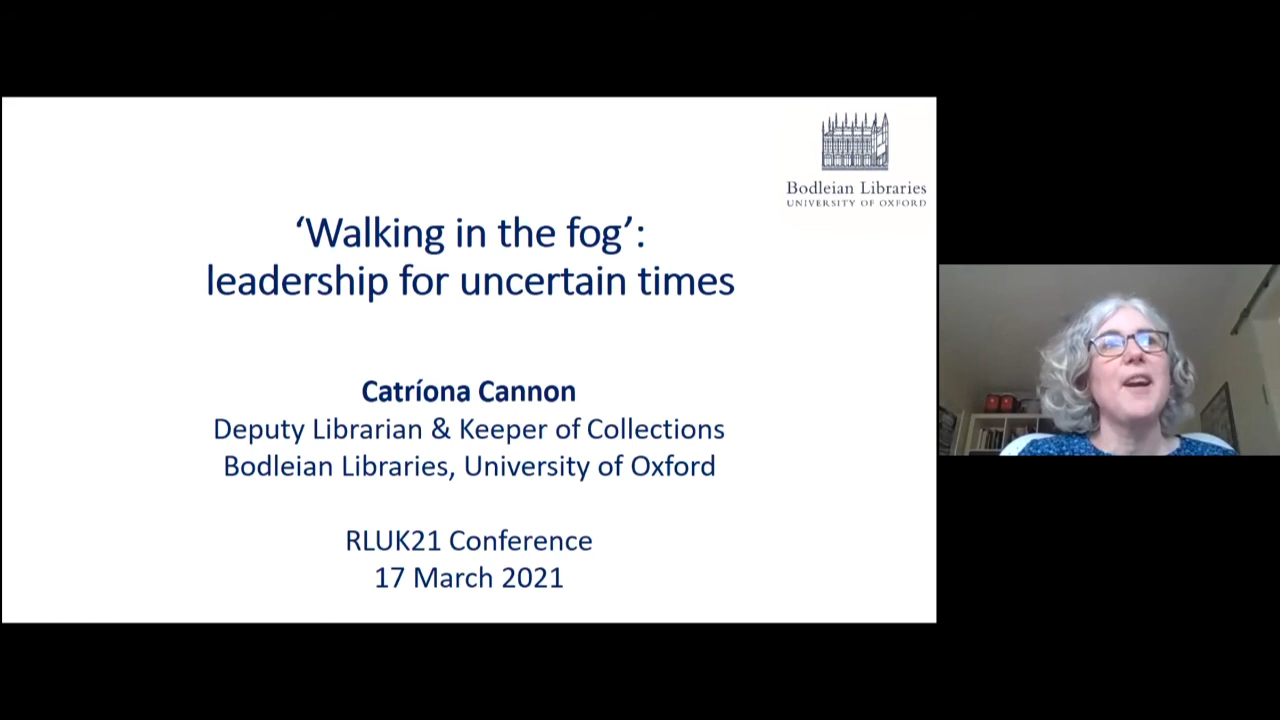 Bodleian Libraries
UNIVERSITY OF OXFORD
‘Walking in the fog’:
leadership for uncertain times
Catríona Cannon
Deputy Librarian & Keeper of Collections
Bodleian Libraries, University of Oxford
RLUK21 Conference
17 March 2021